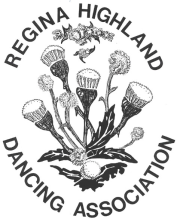 REGINA HIGHLAND
DANCING ASSOCIATION